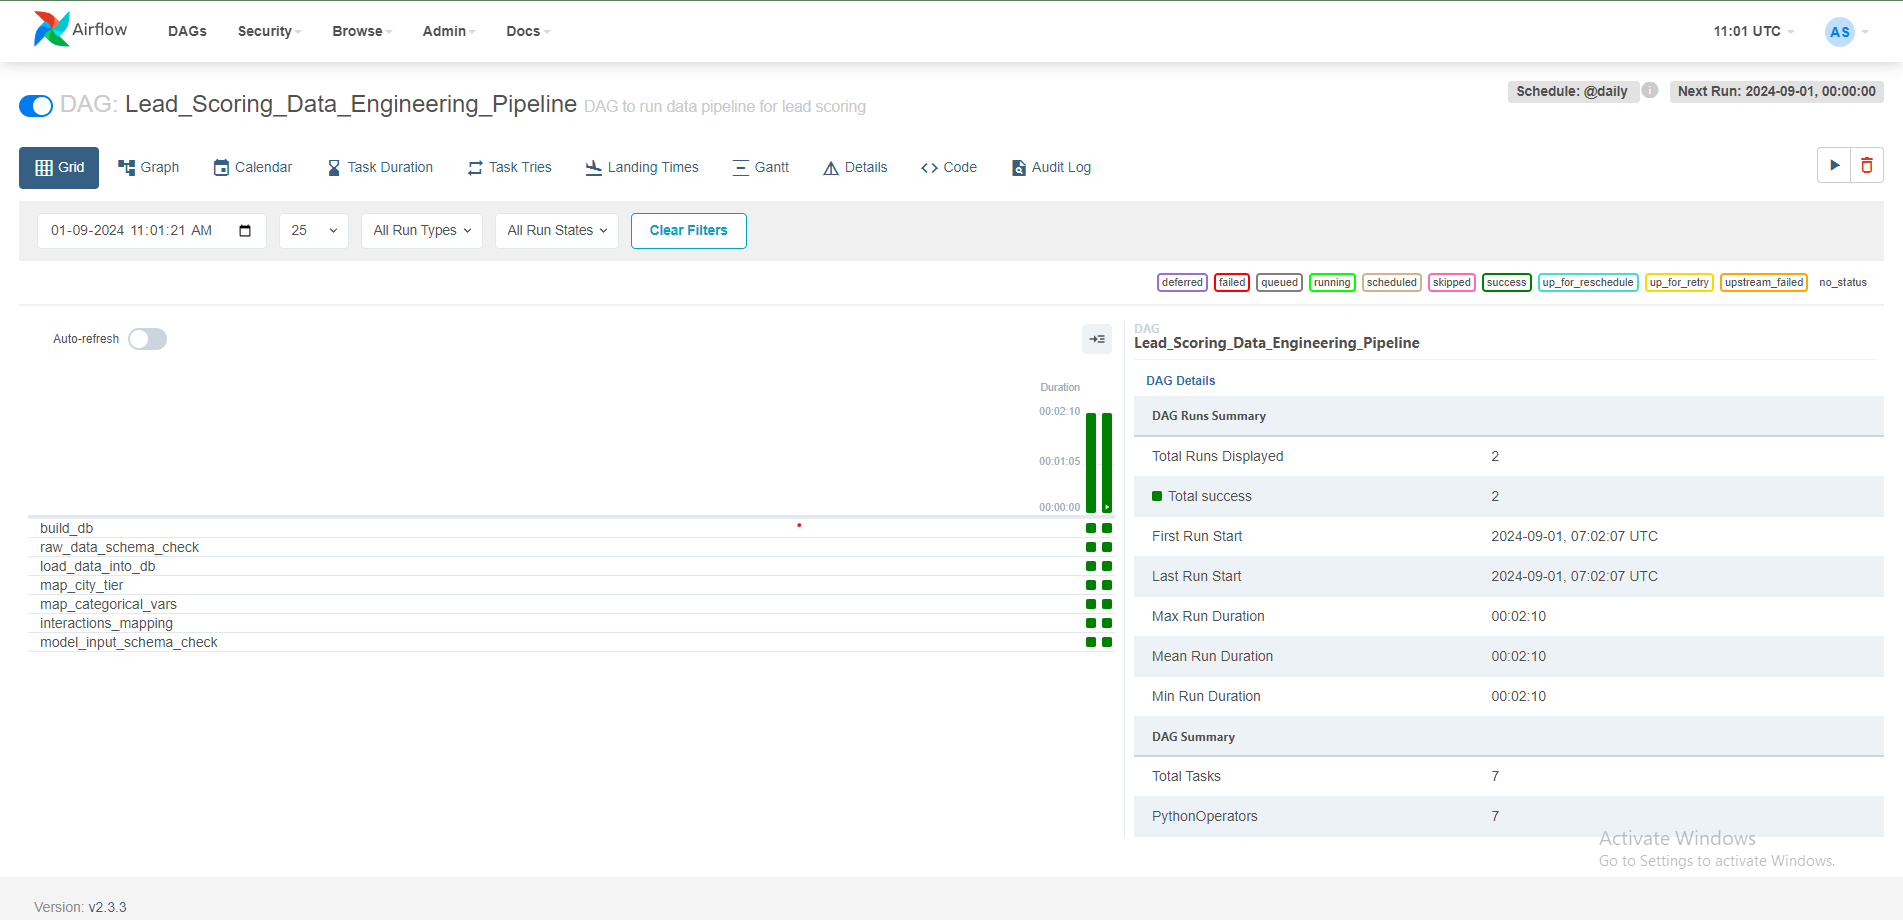 Airflow DAGs Security Browse Admin Docs 11:01 UTC AS
DAG: Lead_Scoring_Data_Engineering_Pipeline DAG to run data pipeline for lead scoring
Schedule: @daily i Next Run: 2024-09-01, 00:00:00
Grid Graph Calendar Task Duration Task Tries Landing Times Gantt Details Code Audit Log
01-09-2024 11:01:21 AM 25 All Run Types All Run States Clear Filters
deferred failed queued running scheduled skipped success up_for_reschedule up_for_retry upstream_failed no_status
Auto-refresh
Duration
00:02:10
00:01:05
00:00:00
build_db
raw_data_schema_check
load_data_into_db
map_city_tier
map_categorical_vars
interactions_mapping
model_input_schema_check
DAG
Lead_Scoring_Data_Engineering_Pipeline
DAG Details
DAG Runs Summary
Total Runs Displayed 2
Total success 2
First Run Start 2024-09-01, 07:02:07 UTC
Last Run Start 2024-09-01, 07:02:07 UTC
Max Run Duration 00:02:10
Mean Run Duration 00:02:10
Min Run Duration 00:02:10
DAG Summary
Total Tasks 7
PythonOperators 7
Activate Windows
Go to Settings to activate Windows.
Version: v2.3.3